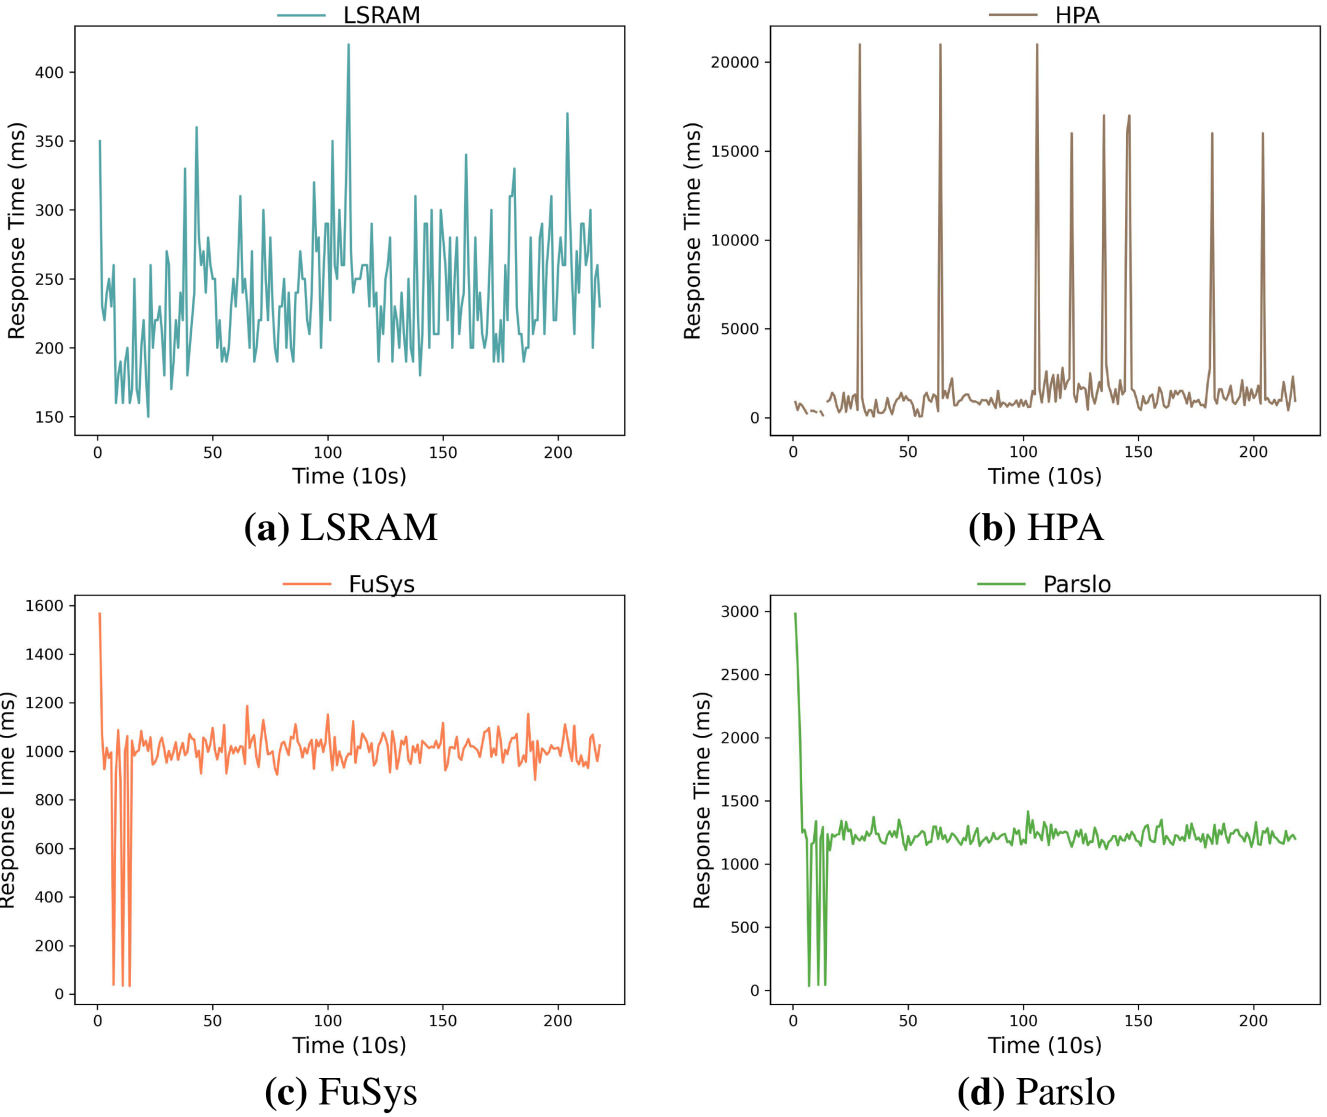 LSRAM
400
350
300
250
200
150
Response Time (ms)
0 50 100 150 200
Time (10s)
(a) LSRAM
HPA
20000
15000
10000
5000
0
Response Time (ms)
0 50 100 150 200
Time (10s)
(b) HPA
FuSys
1600
1400
1200
1000
800
600
400
200
0
Response Time (ms)
0 50 100 150 200
Time (10s)
(c) FuSys
Parslo
3000
2500
2000
1500
1000
500
0
Response Time (ms)
0 50 100 150 200
Time (10s)
(d) Parslo